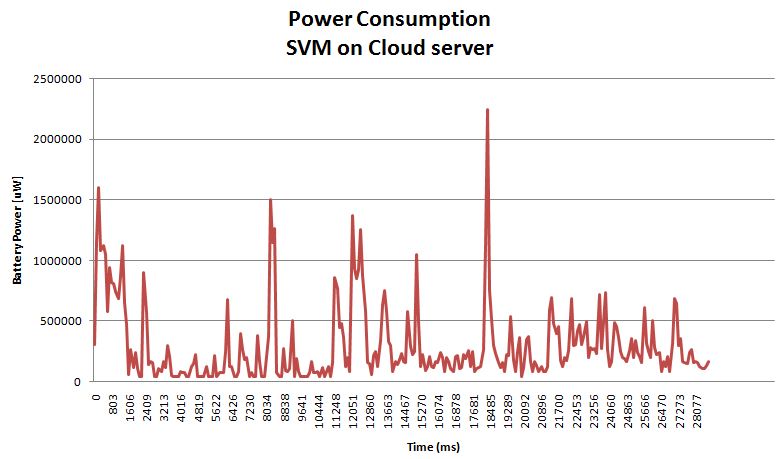 Power Consumption
SVM on Cloud server
2500000
2000000
1500000
1000000
500000
0
Battery Power [uW]
0 803 1606 2409 3213 4016 4819 5622 6426 7230 8034 8838 9641 10444 11248 12051 12860 13663 14467 15270 16074 16878 17681 18485 19289 20092 20896 21700 22453 23256 24060 24863 25666 26470 27273 28077
Time (ms)